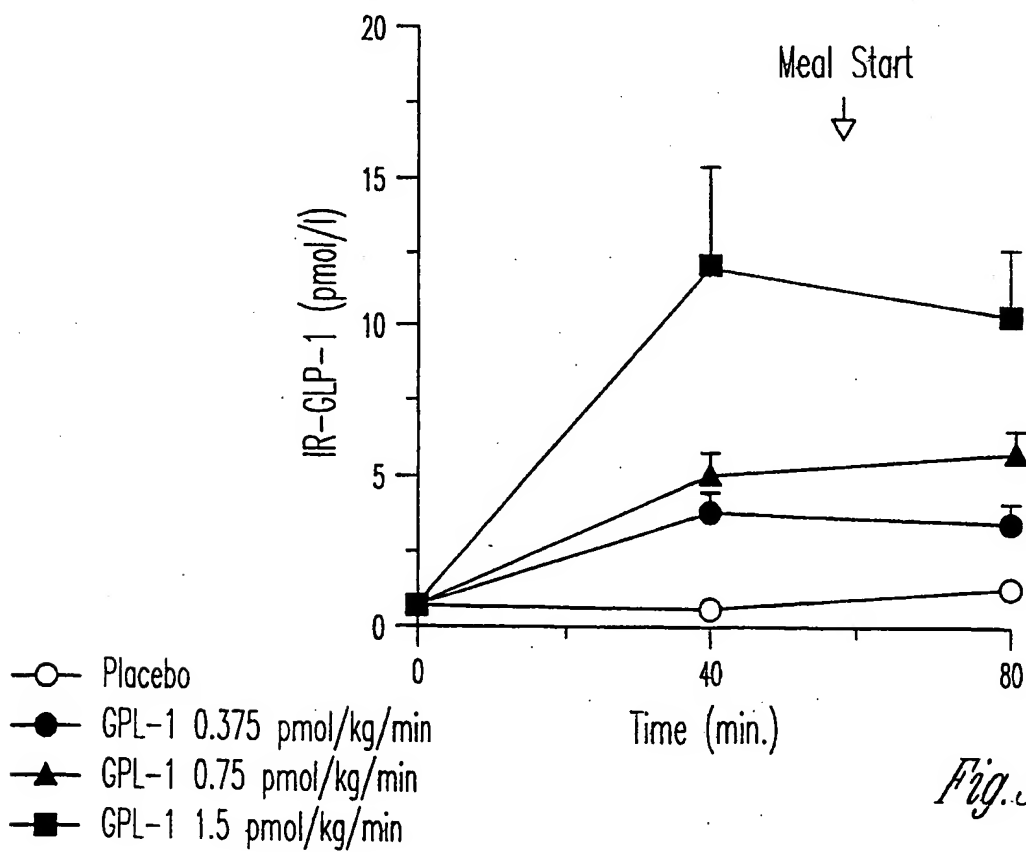 20
Meal Start
15
IR-GLP-1 (pmol/l)
10
5
0
0 40 80
Time (min.)
Placebo
GPL-1 0.375 pmol/kg/min
GPL-1 0.75 pmol/kg/min
GPL-1 1.5 pmol/kg/min
Fig.